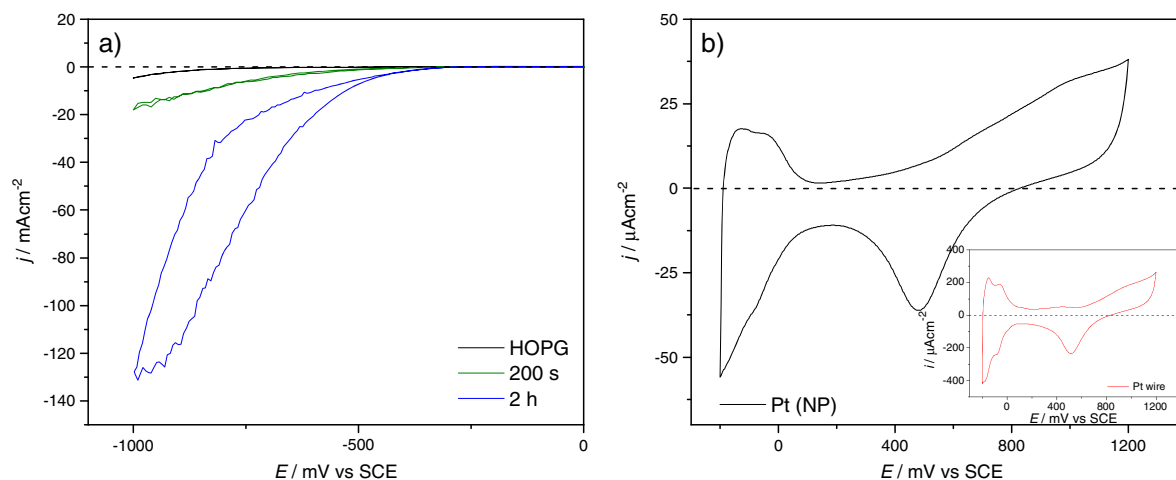 a)
20
0
-20
-40
-60
-80
-100
-120
-140
j / mAcm-2
-1000
-500
0
E / mV vs SCE
HOPG
200 s
2 h
b)
50
25
0
-25
-50
j / µAcm-2
0
400
800
1200
E / mV vs SCE
Pt (NP)
400
200
0
-200
-400
i / µAcm-2
0
400
800
1200
E / mV vs SCE
Pt wire